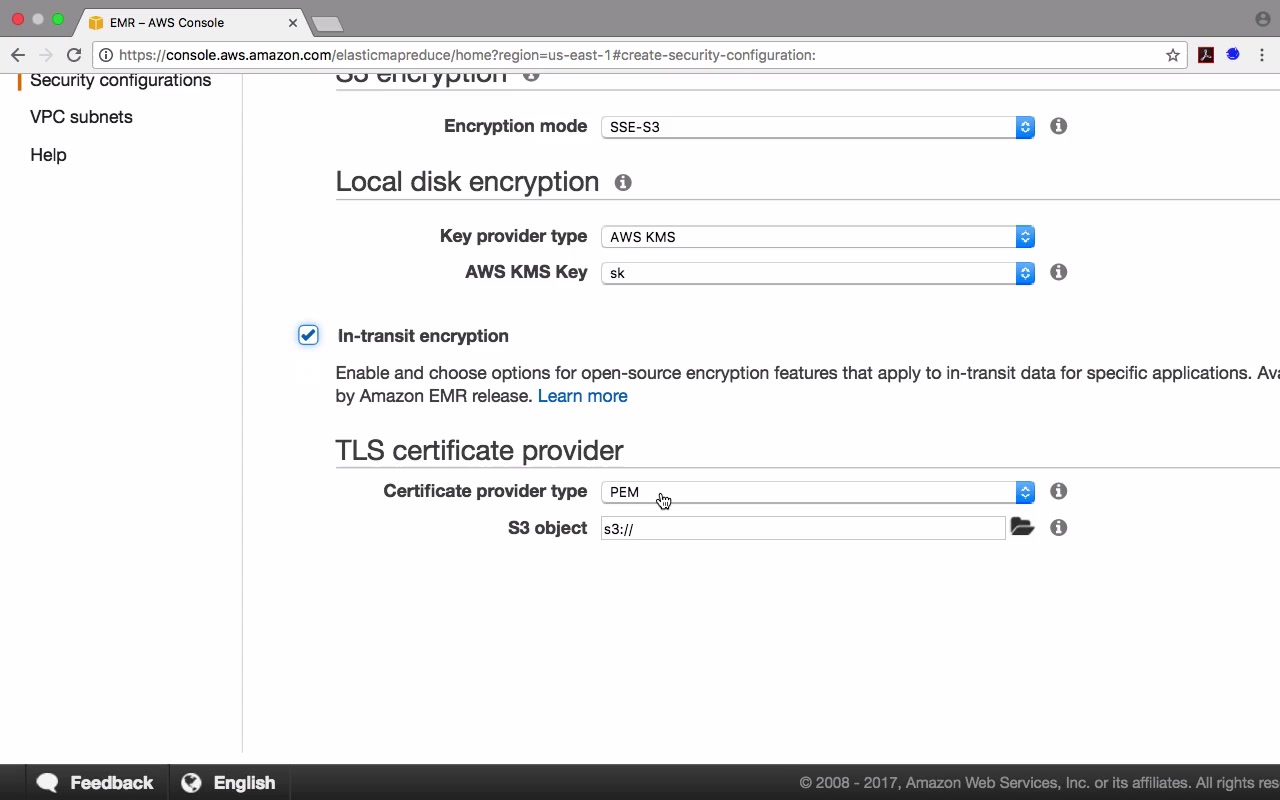 EMR – AWS Console
https://console.aws.amazon.com/elasticmapreduce/home?region=us-east-1#create-security-configuration:
Security configurations
VPC subnets
Help
S3 encryption
Encryption mode SSE-S3
Local disk encryption
Key provider type AWS KMS
AWS KMS Key sk
In-transit encryption
Enable and choose options for open-source encryption features that apply to in-transit data for specific applications. Ava
by Amazon EMR release. Learn more
TLS certificate provider
Certificate provider type PEM
S3 object s3://
Feedback English © 2008 - 2017, Amazon Web Services, Inc. or its affiliates. All rights res